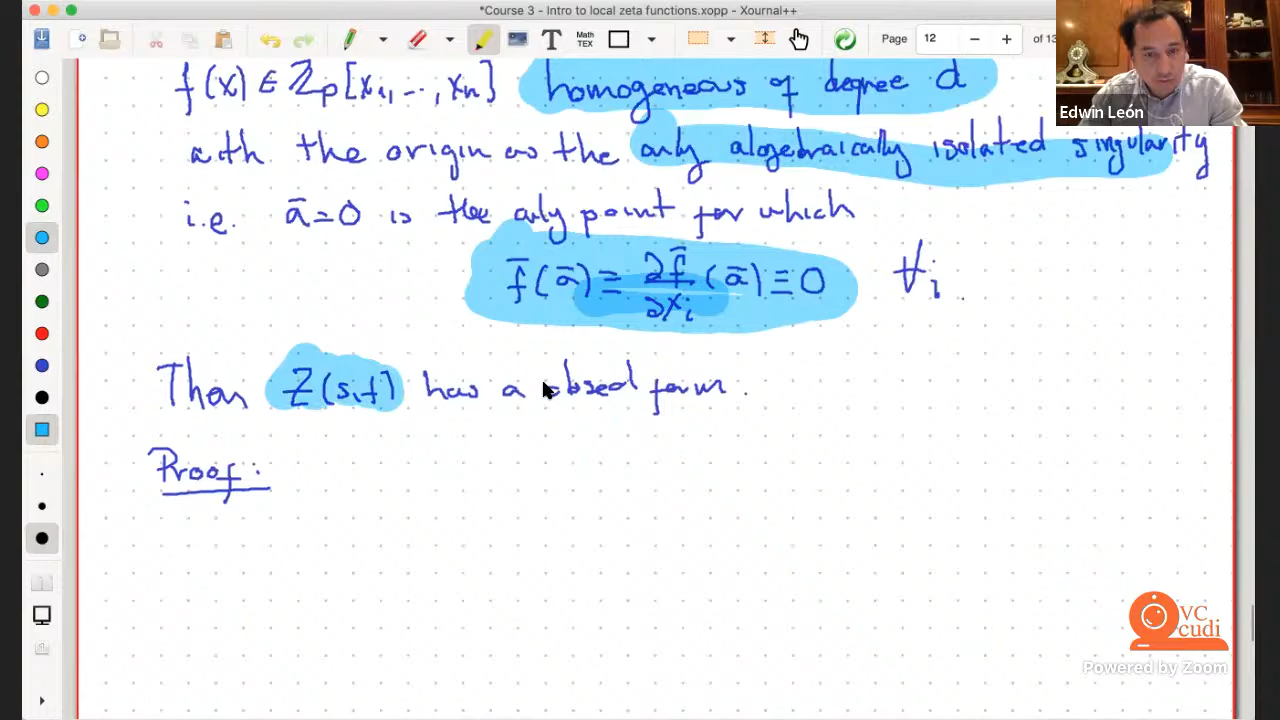 *Course 3 - Intro to local zeta functions.xopp - Xournal++
T Math TEX Page 12 of 13
Edwin León
f(x) ∈ ℤp[x1, ..., xn] homogeneous of degree d
with the origin as the only algebraically isolated singularity
i.e. ā=0 is the only point for which
f̄(ā) ≡ ∂f̄/∂xi (ā) ≡ 0 ∀i.
Then Z(s,f) has a closed form.
Proof:
VC
cudi
Powered by Zoom